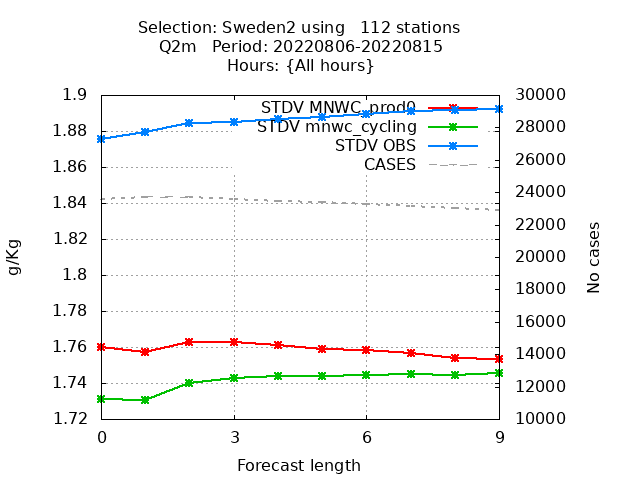 Selection: Sweden2 using   112 stations
Q2m   Period: 20220806-20220815
Hours: {All hours}
STDV MNWC_prod0
STDV mnwc_cycling
STDV OBS
CASES
g/Kg
1.9
1.88
1.86
1.84
1.82
1.8
1.78
1.76
1.74
1.72
30000
28000
26000
24000
22000
20000
18000
16000
14000
12000
10000
No cases
0 3 6 9
Forecast length